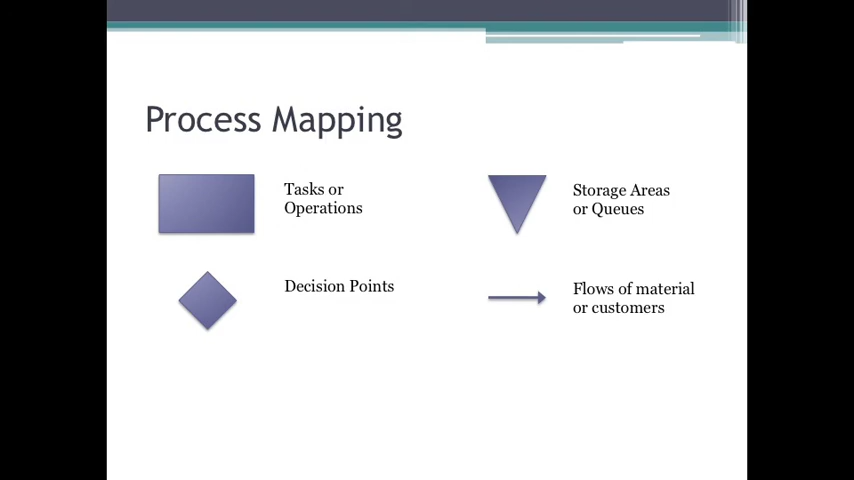 Process Mapping
Tasks or
Operations
Storage Areas
or Queues
Decision Points
Flows of material
or customers